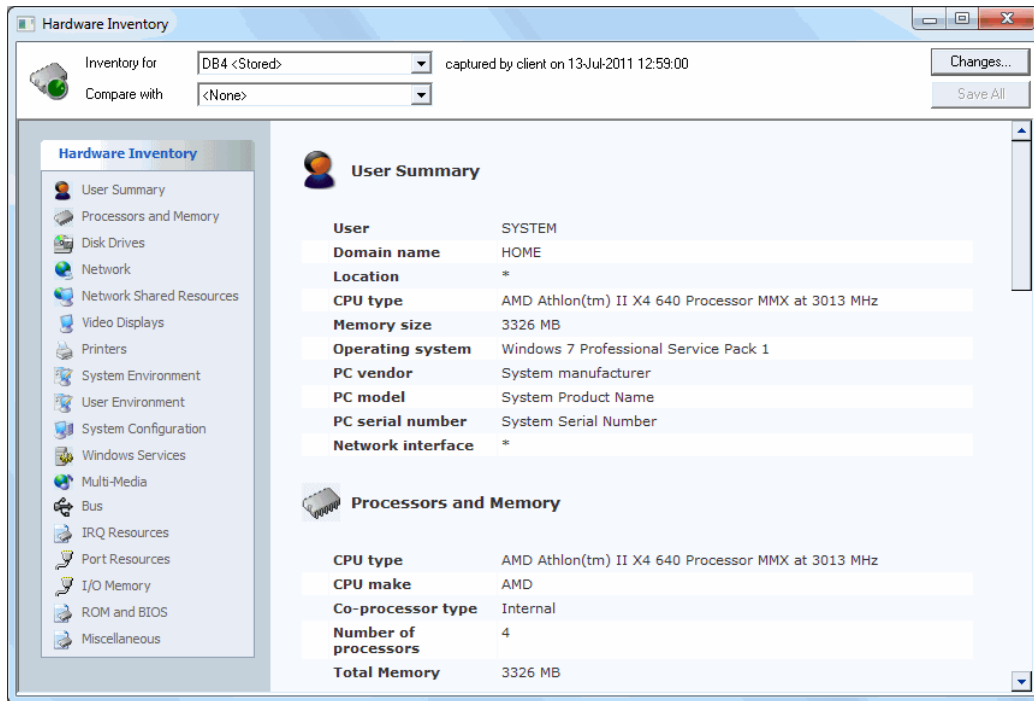 Hardware Inventory
Inventory for DB4 <Stored> captured by client on 13-Jul-2011 12:59:00 Changes...
Compare with <None> Save All
Hardware Inventory
User Summary
Processors and Memory
Disk Drives
Network
Network Shared Resources
Video Displays
Printers
System Environment
User Environment
System Configuration
Windows Services
Multi-Media
Bus
IRQ Resources
Port Resources
I/O Memory
ROM and BIOS
Miscellaneous
User Summary
User SYSTEM
Domain name HOME
Location *
CPU type AMD Athlon(tm) II X4 640 Processor MMX at 3013 MHz
Memory size 3326 MB
Operating system Windows 7 Professional Service Pack 1
PC vendor System manufacturer
PC model System Product Name
PC serial number System Serial Number
Network interface *
Processors and Memory
CPU type AMD Athlon(tm) II X4 640 Processor MMX at 3013 MHz
CPU make AMD
Co-processor type Internal
Number of 4
processors
Total Memory 3326 MB